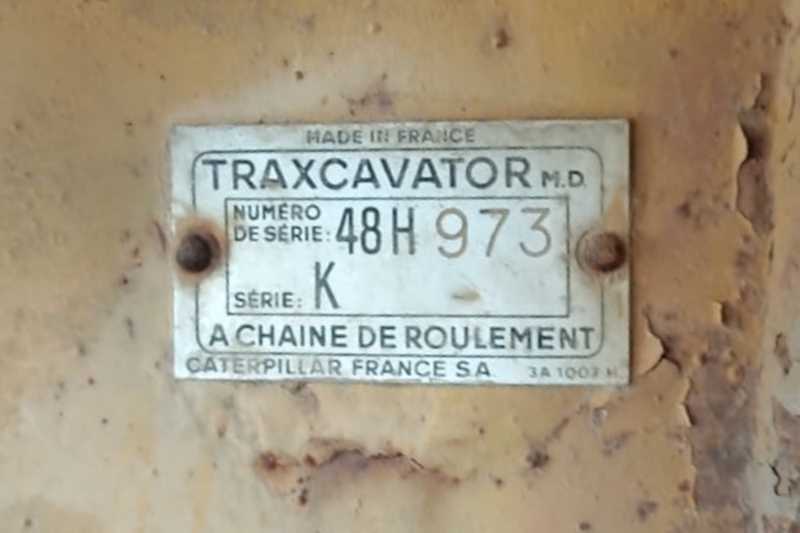 MADE IN FRANCE
TRAXCAVATOR M.D.
NUMÉRO
DE SÉRIE: 48H 973
SÉRIE: K
A CHAINE DE ROULEMENT
CATERPILLAR FRANCE S.A. 3A 1003 H